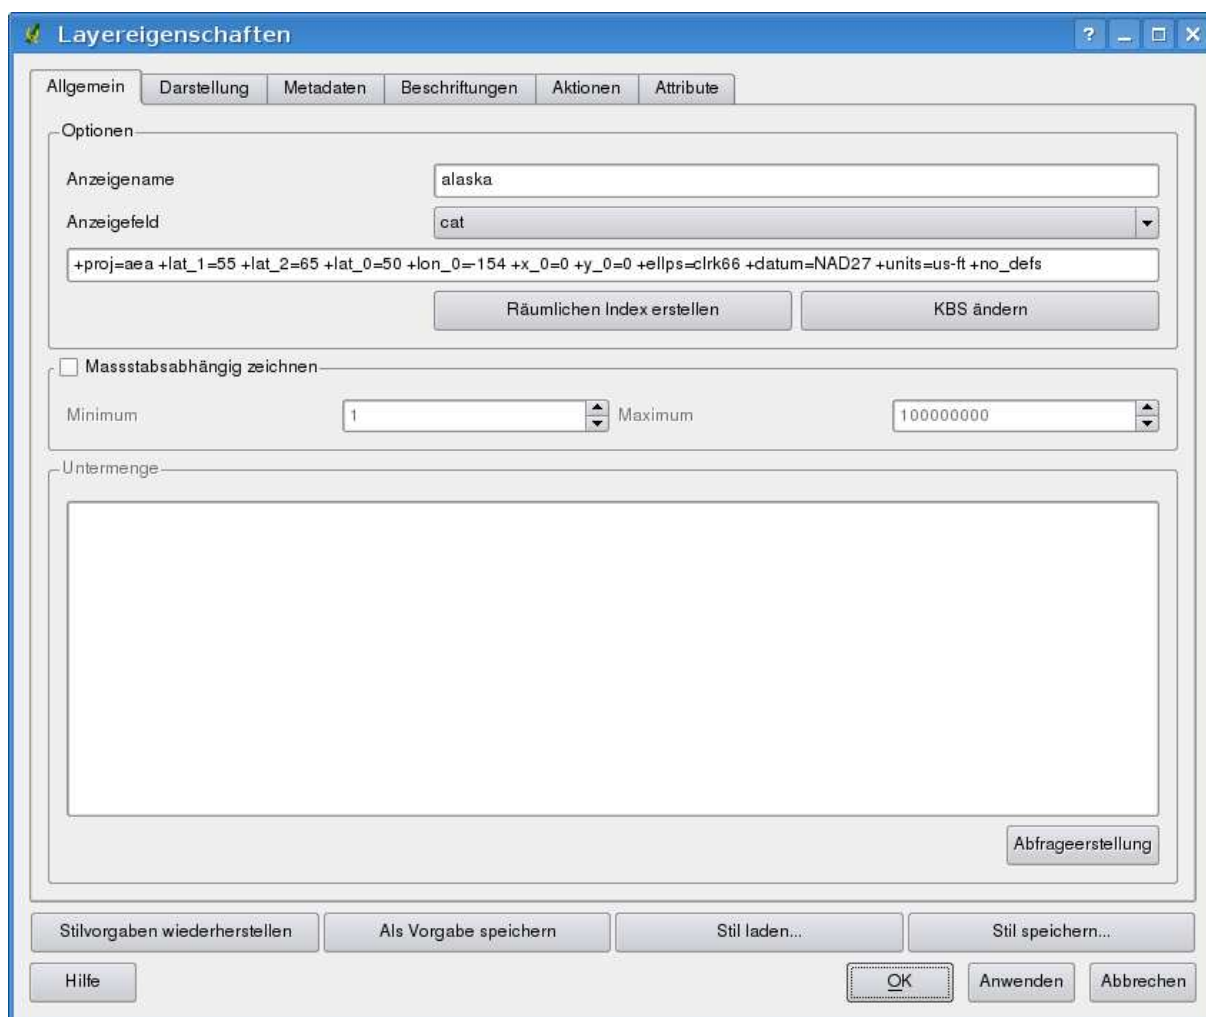 Layereigenschaften
Allgemein Darstellung Metadaten Beschriftungen Aktionen Attribute
Optionen
Anzeigename alaska
Anzeigefeld cat
+proj=aea +lat_1=55 +lat_2=65 +lat_0=50 +lon_0=-154 +x_0=0 +y_0=0 +ellps=clrk66 +datum=NAD27 +units=us-ft +no_defs
Räumlichen Index erstellen KBS ändern
Massstabsabhängig zeichnen
Minimum 1 Maximum 100000000
Untermenge
Abfrageerstellung
Stilvorgaben wiederherstellen Als Vorgabe speichern Stil laden... Stil speichern...
Hilfe OK Anwenden Abbrechen